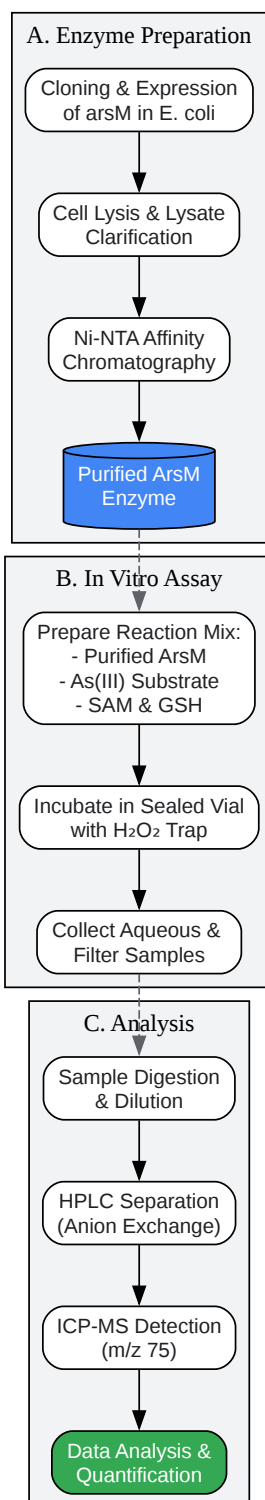 A. Enzyme Preparation
Cloning & Expression
of arsM in E. coli
Cell Lysis & Lysate
Clarification
Ni-NTA Affinity
Chromatography
Purified ArsM
Enzyme
B. In Vitro Assay
Prepare Reaction Mix:
- Purified ArsM
- As(III) Substrate
- SAM & GSH
Incubate in Sealed Vial
with H₂O₂ Trap
Collect Aqueous &
Filter Samples
C. Analysis
Sample Digestion
& Dilution
HPLC Separation
(Anion Exchange)
ICP-MS Detection
(m/z 75)
Data Analysis &
Quantification